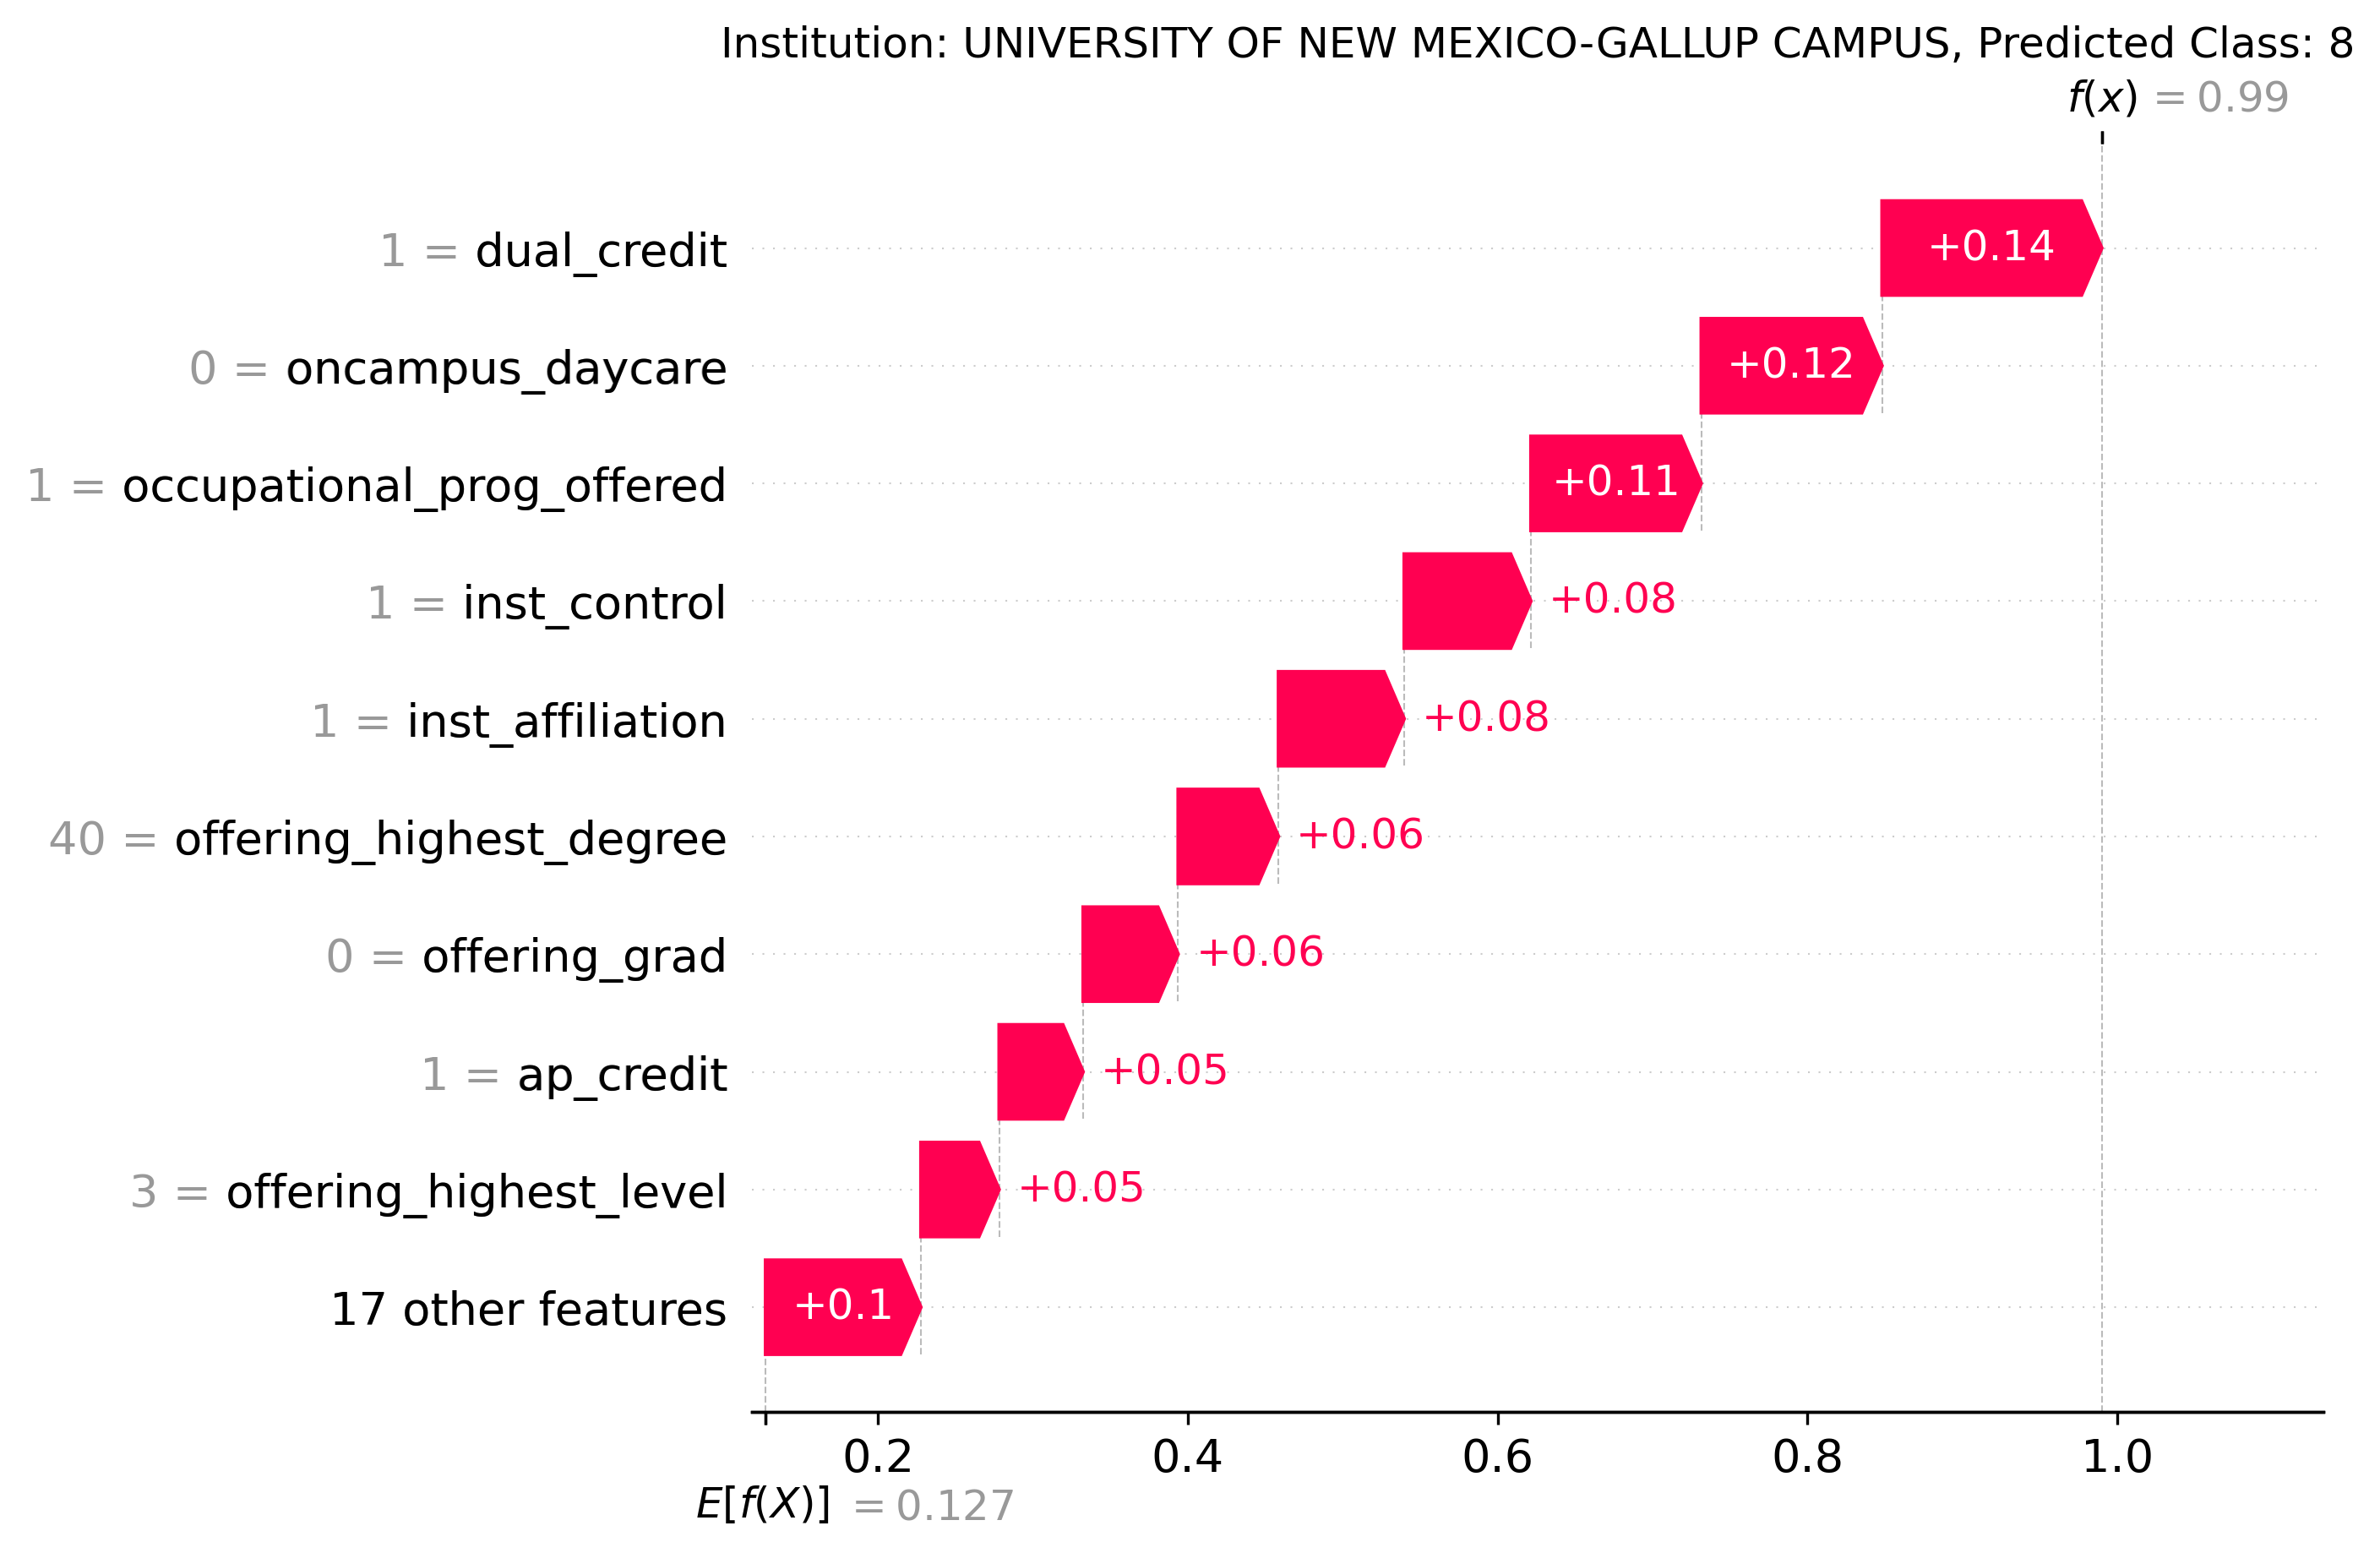 Institution: UNIVERSITY OF NEW MEXICO-GALLUP CAMPUS, Predicted Class: 8
f(x) = 0.99
1 = dual_credit +0.14
0 = oncampus_daycare +0.12
1 = occupational_prog_offered +0.11
1 = inst_control +0.08
1 = inst_affiliation +0.08
40 = offering_highest_degree +0.06
0 = offering_grad +0.06
1 = ap_credit +0.05
3 = offering_highest_level +0.05
17 other features +0.1
0.2 0.4 0.6 0.8 1.0
E[f(X)] = 0.127